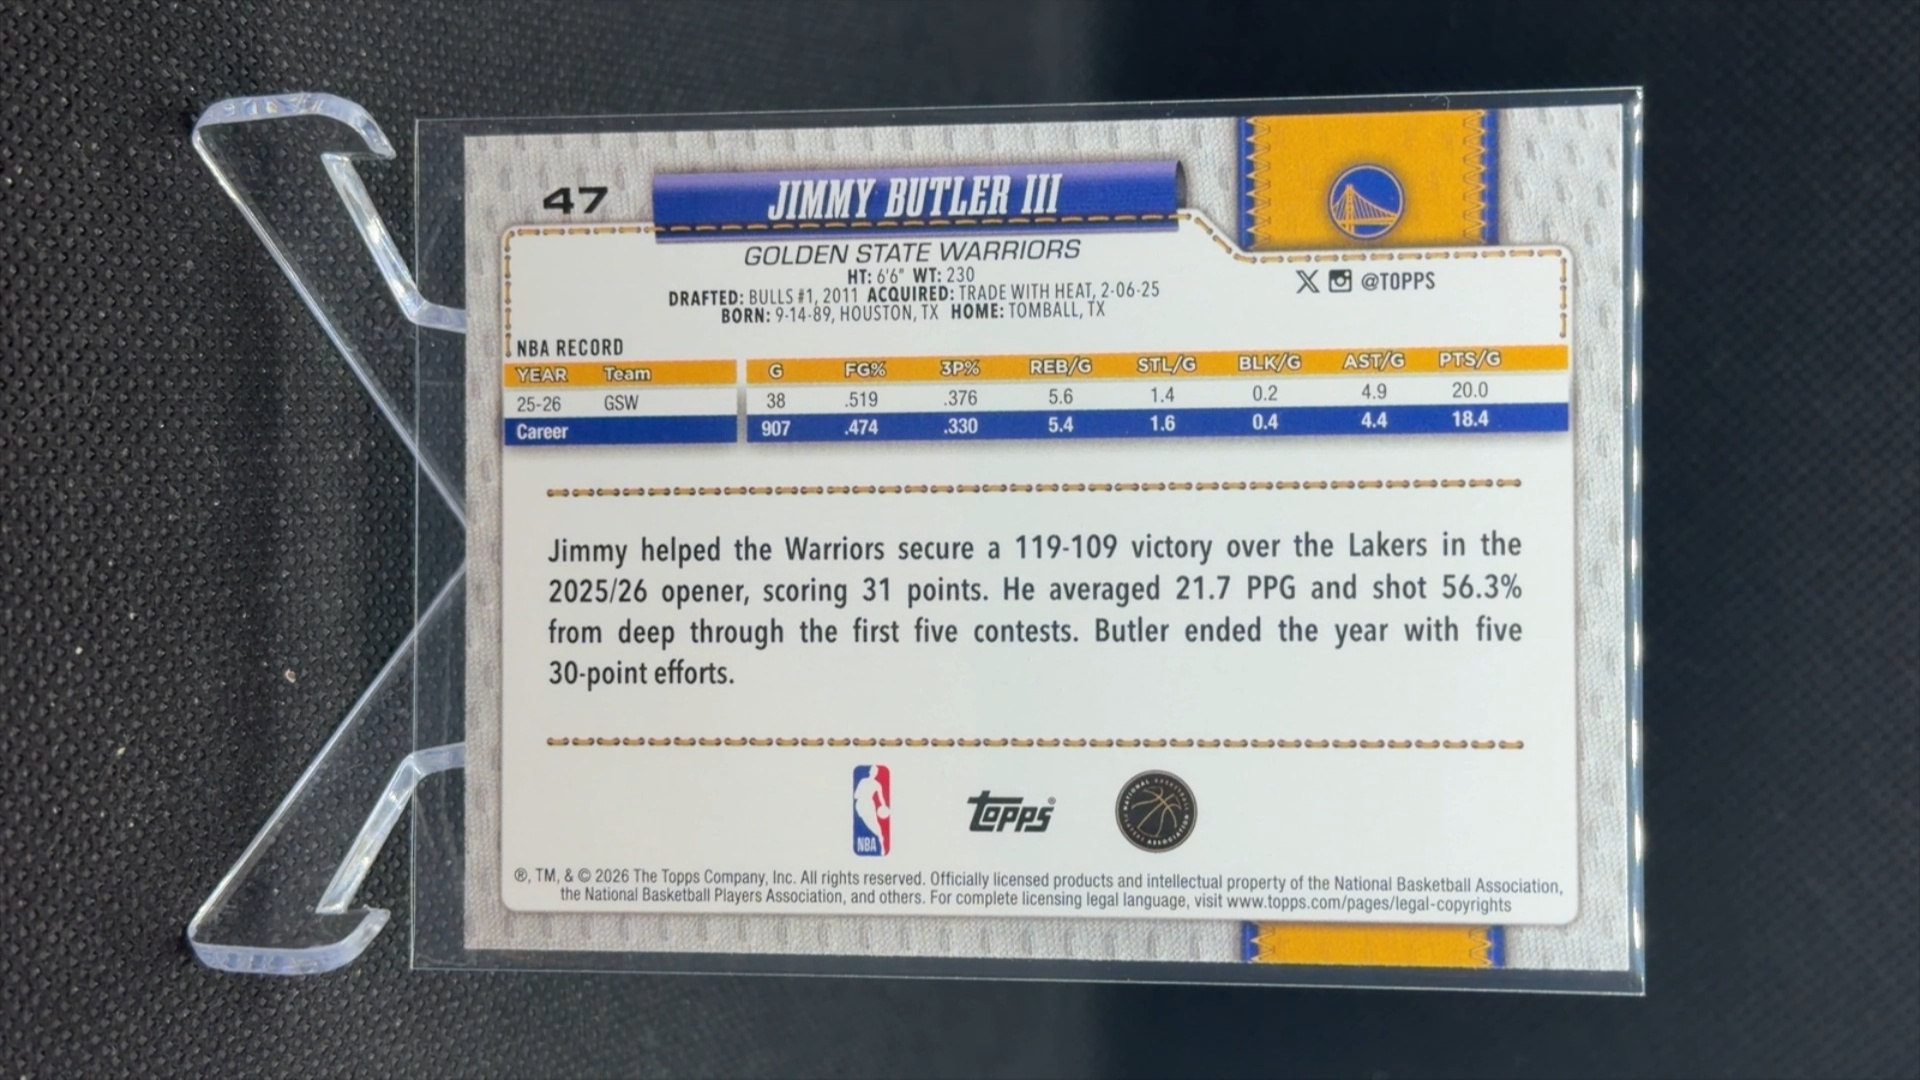 47
JIMMY BUTLER III
GOLDEN STATE WARRIORS
HT: 6'6" WT: 230
DRAFTED: BULLS #1, 2011 ACQUIRED: TRADE WITH HEAT, 2-06-25
BORN: 9-14-89, HOUSTON, TX HOME: TOMBALL, TX
@TOPPS
NBA RECORD
YEAR Team G FG% 3P% REB/G STL/G BLK/G AST/G PTS/G
25-26 GSW 38 .519 .376 5.6 1.4 0.2 4.9 20.0
Career 907 .474 .330 5.4 1.6 0.4 4.4 18.4
Jimmy helped the Warriors secure a 119-109 victory over the Lakers in the
2025/26 opener, scoring 31 points. He averaged 21.7 PPG and shot 56.3%
from deep through the first five contests. Butler ended the year with five
30-point efforts.
NBA
Topps®
NATIONAL BASKETBALL PLAYERS ASSOCIATION
®, TM, & © 2026 The Topps Company, Inc. All rights reserved. Officially licensed products and intellectual property of the National Basketball Association,
the National Basketball Players Association, and others. For complete licensing legal language, visit www.topps.com/pages/legal-copyrights